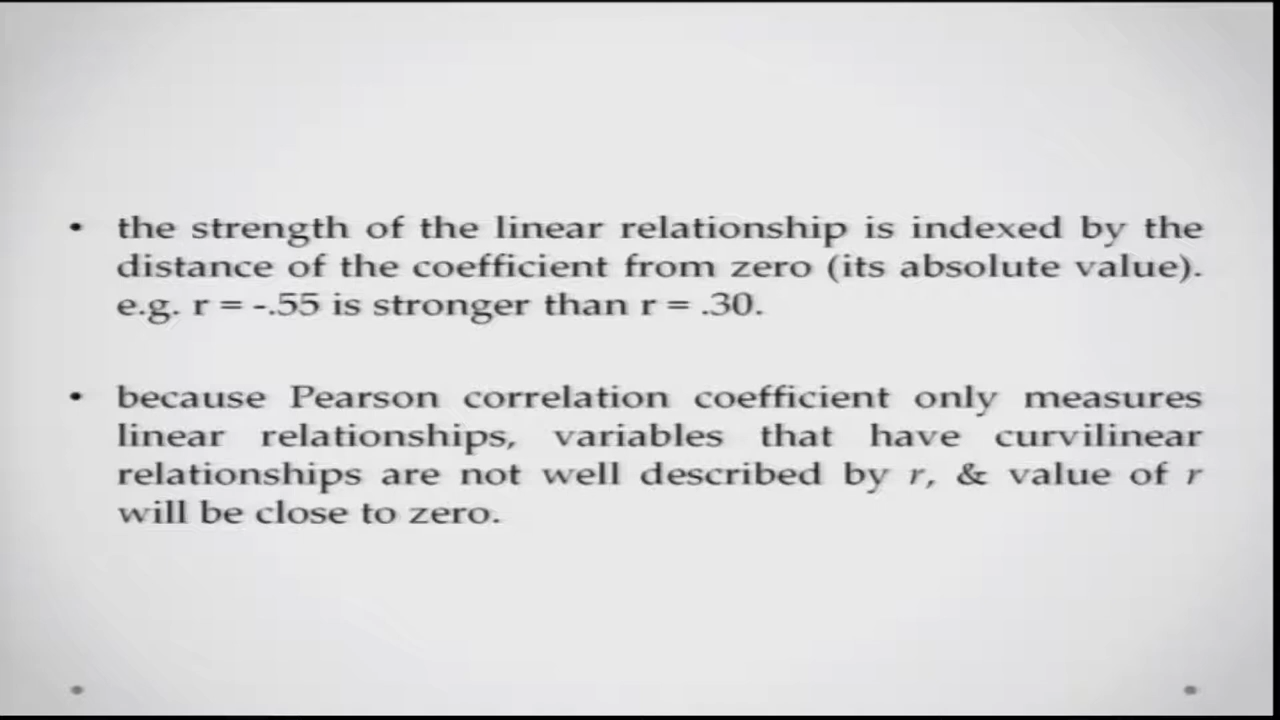 • the strength of the linear relationship is indexed by the
distance of the coefficient from zero (its absolute value).
e.g. r = -.55 is stronger than r = .30.
• because Pearson correlation coefficient only measures
linear relationships, variables that have curvilinear
relationships are not well described by r, & value of r
will be close to zero.